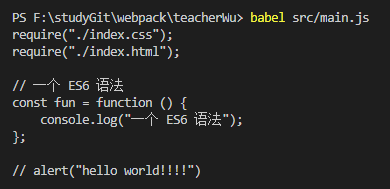 PS F:\studyGit\webpack\teacherWu> babel src/main.js
require("./index.css");
require("./index.html");

// 一个 ES6 语法
const fun = function () {
    console.log("一个 ES6 语法");
};

// alert("hello world!!!!")